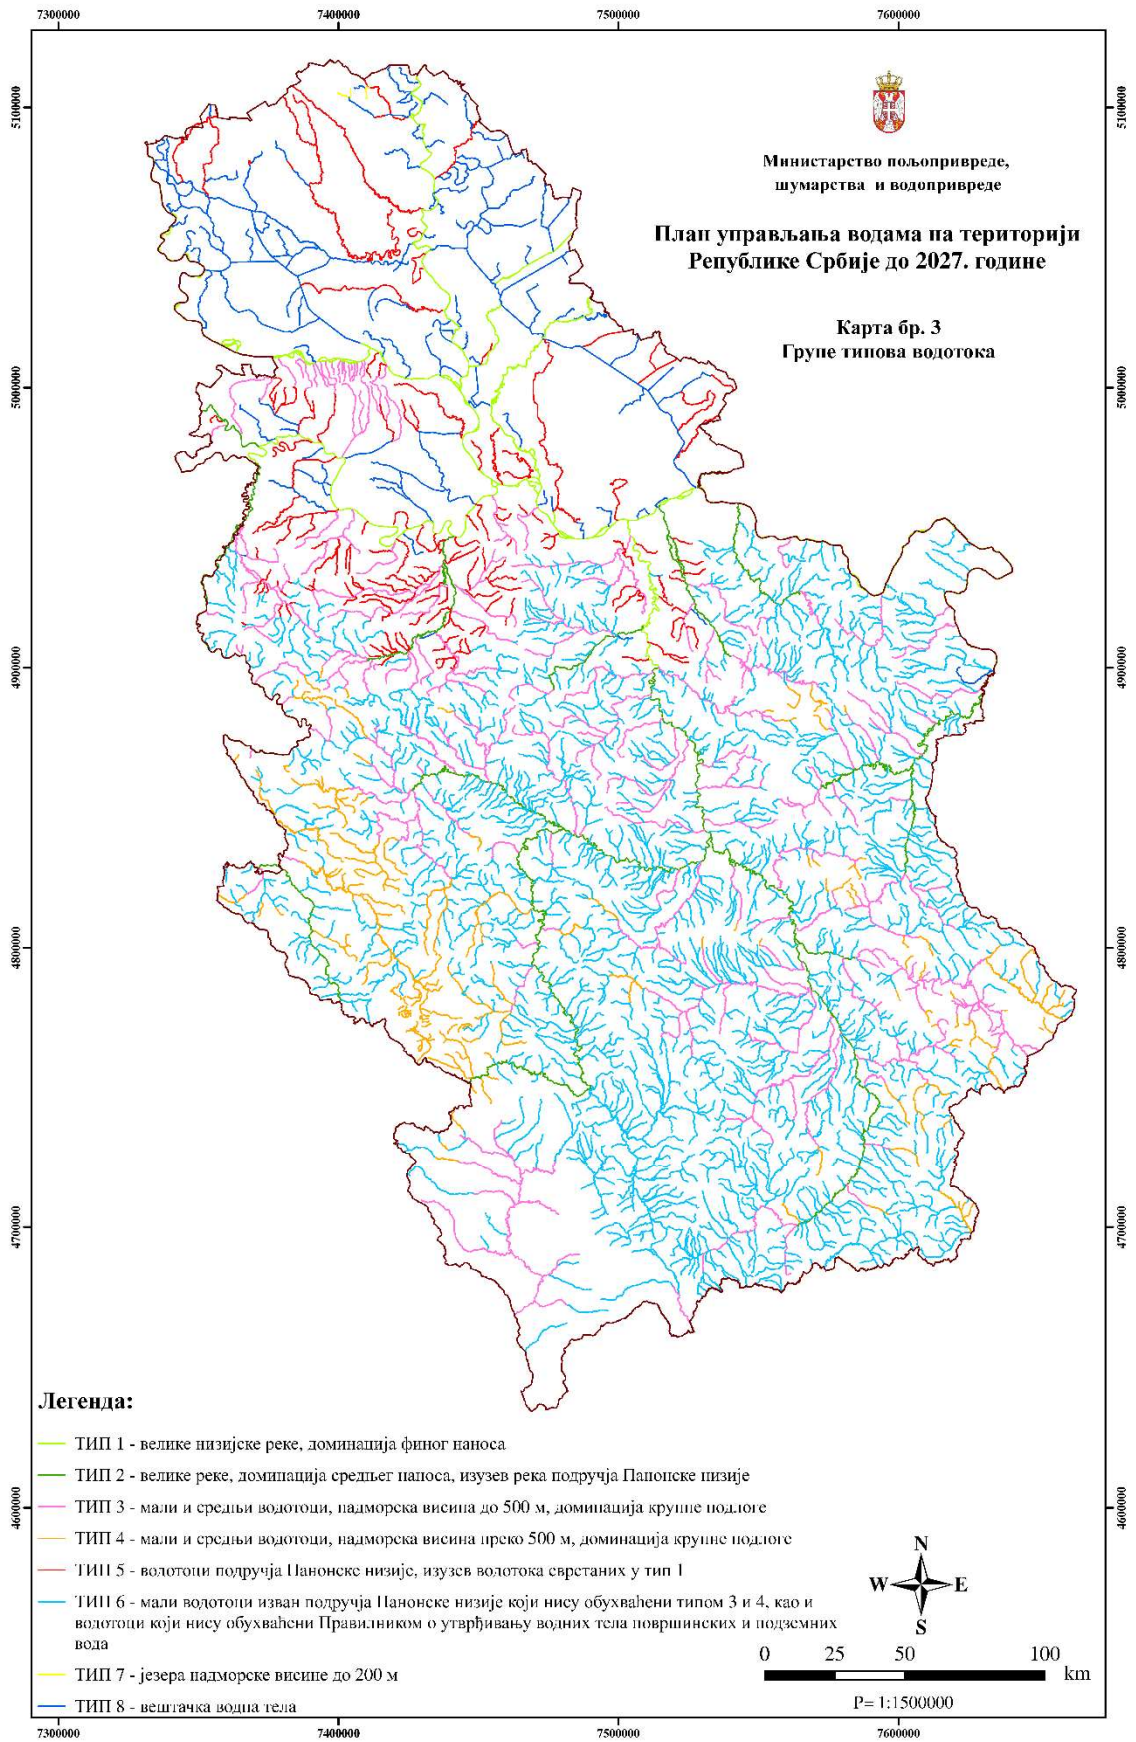 7300000 7400000 7500000 7600000
5100000 5100000
Министарство пољопривреде,
шумарства и водопривреде
План управљања водама на територији
Републике Србије до 2027. године
Карта бр. 3
Групе типова водотока
5000000 5000000
4900000 4900000
4800000 4800000
4700000 4700000
Легенда:
ТИП 1 - велике низијске реке, доминација финог наноса
ТИП 2 - велике реке, доминација средњег наноса, изузев река подручја Панонске низије
ТИП 3 - мали и средњи водотоци, надморска висина до 500 м, доминација крупне подлоге
4600000 4600000
ТИП 4 - мали и средњи водотоци, надморска висина преко 500 м, доминација крупне подлоге
ТИП 5 - водотоци подручја Панонске низије, изузев водотока сврстаних у тип 1
ТИП 6 - мали водотоци изван подручја Панонске низије који нису обухваћени типом 3 и 4, као и
водотоци који нису обухваћени Правилником о утврђивању водних тела површинских и подземних
вода
ТИП 7 - језера надморске висине до 200 м
ТИП 8 - вештачка водна тела
N
W E
S
0 25 50 100
km
Р= 1:1500000
7300000 7400000 7500000 7600000